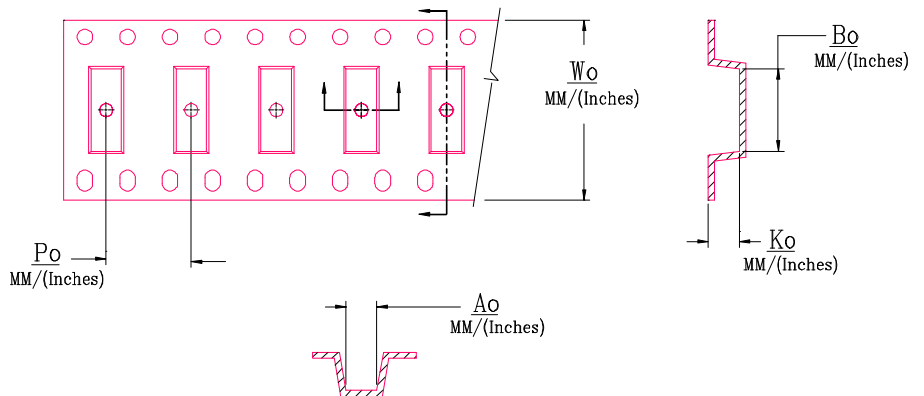 Wo
MM/(Inches)
Bo
MM/(Inches)
Po
MM/(Inches)
Ko
MM/(Inches)
Ao
MM/(Inches)